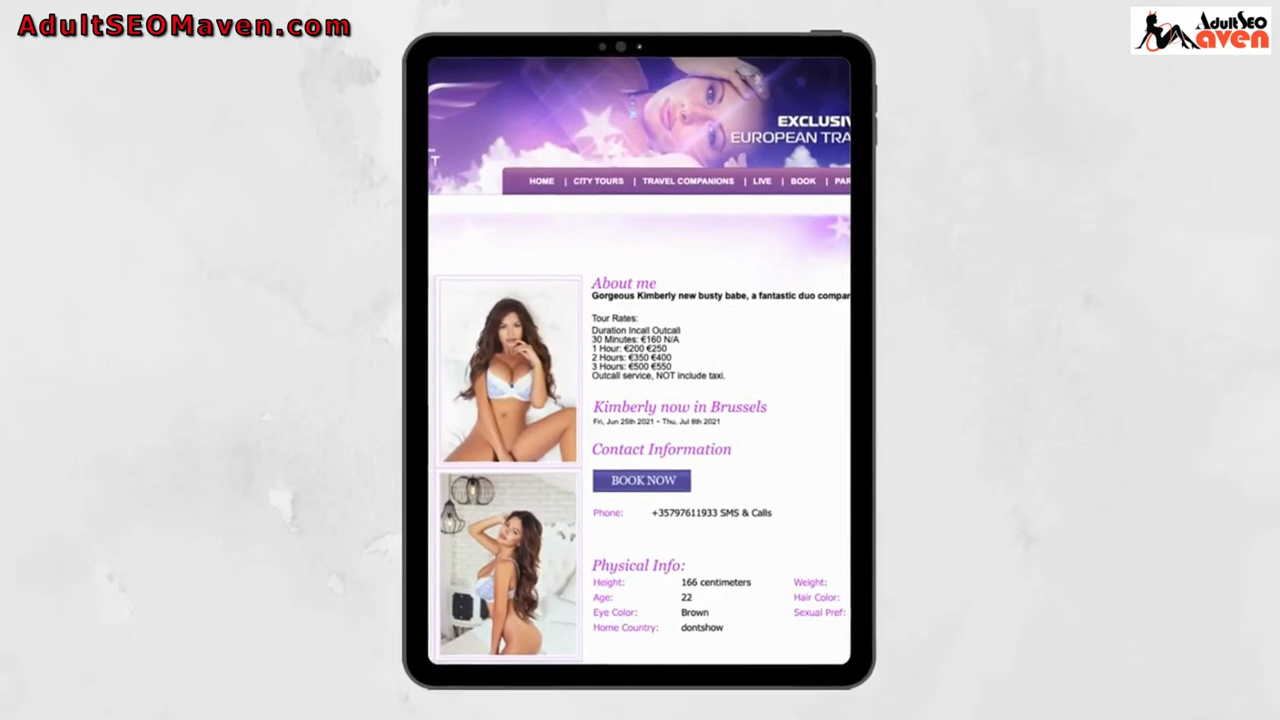 AdultSEOMaven.com
AdultSEO
aven
EXCLUSIV
EUROPEAN TRA
T
HOME | CITY TOURS | TRAVEL COMPANIONS | LIVE | BOOK | PAR
About me
Gorgeous Kimberly new busty babe, a fantastic duo compar
Tour Rates:
Duration Incall Outcall
30 Minutes: €160 N/A
1 Hour: €200 €250
2 Hours: €350 €400
3 Hours: €500 €550
Outcall service, NOT include taxi.
Kimberly now in Brussels
Fri, Jun 25th 2021 - Thu, Jul 8th 2021
Contact Information
BOOK NOW
Phone: +35797611933 SMS & Calls
Physical Info:
Height: 166 centimeters Weight:
Age: 22 Hair Color:
Eye Color: Brown Sexual Pref:
Home Country: dontshow